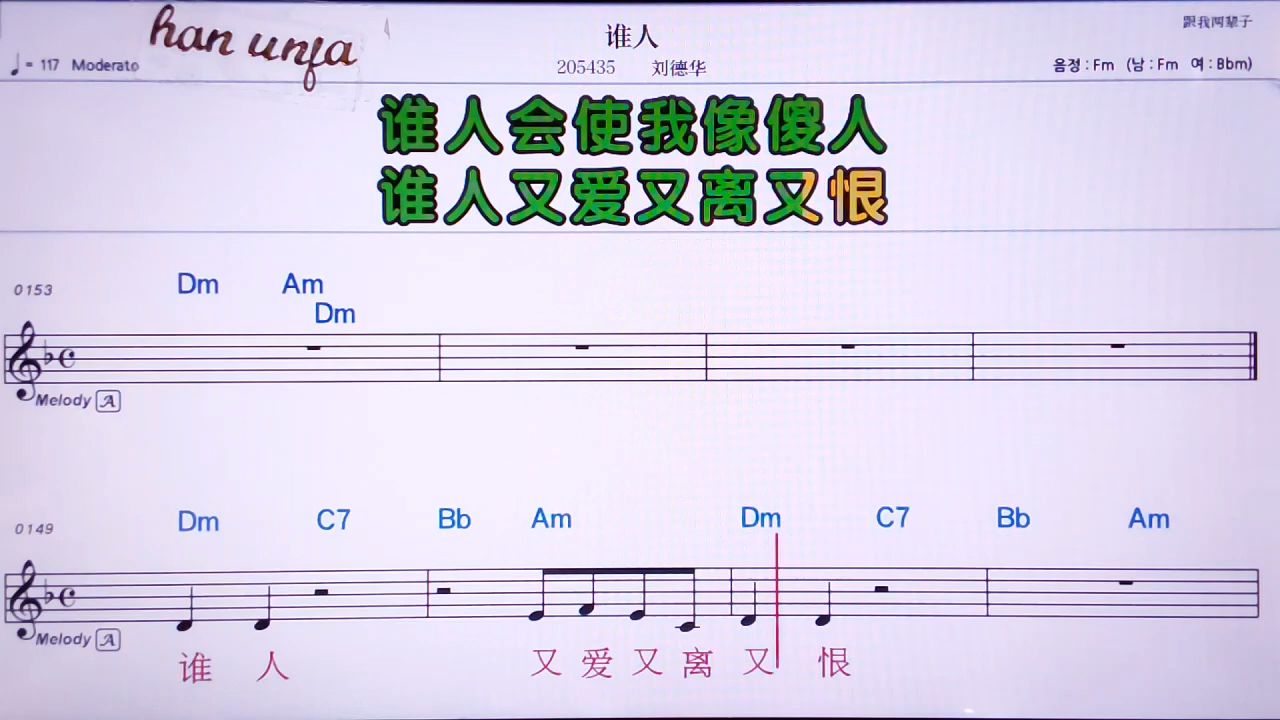 han unfa
谁人
跟我两辈子
♩= 117 Moderato
205435 刘德华
음정 : Fm (남 : Fm 여 : Bbm)
谁人会使我像傻人
谁人又爱又离又恨
0153 Dm Am
Dm
Melody A
0149 Dm C7 Bb Am Dm C7 Bb Am
Melody A
谁 人 又 爱 又 离 又 恨